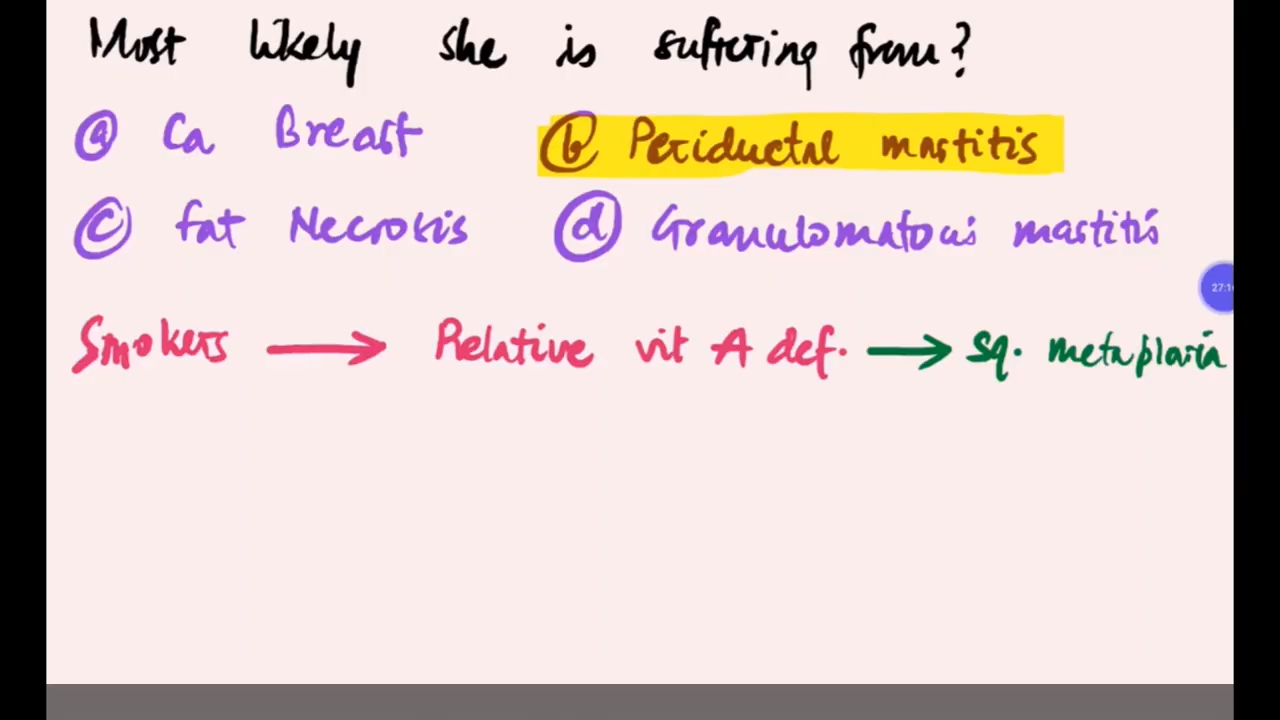 Most likely she is suffering from?
(a) Ca Breast (b) Periductal mastitis
(c) Fat Necrosis (d) Granulomatous mastitis
Smokers → Relative vit A def. → sq. metaplasia